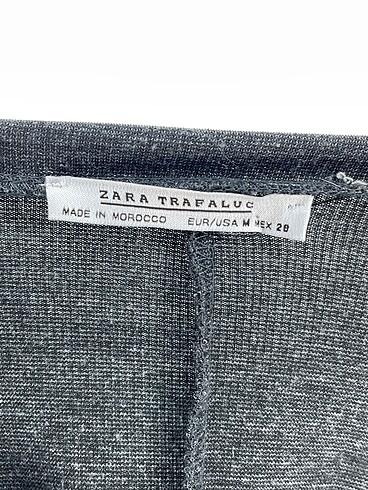 ZARA TRAFALUC
MADE IN MOROCCO EUR/USA M MEX 28